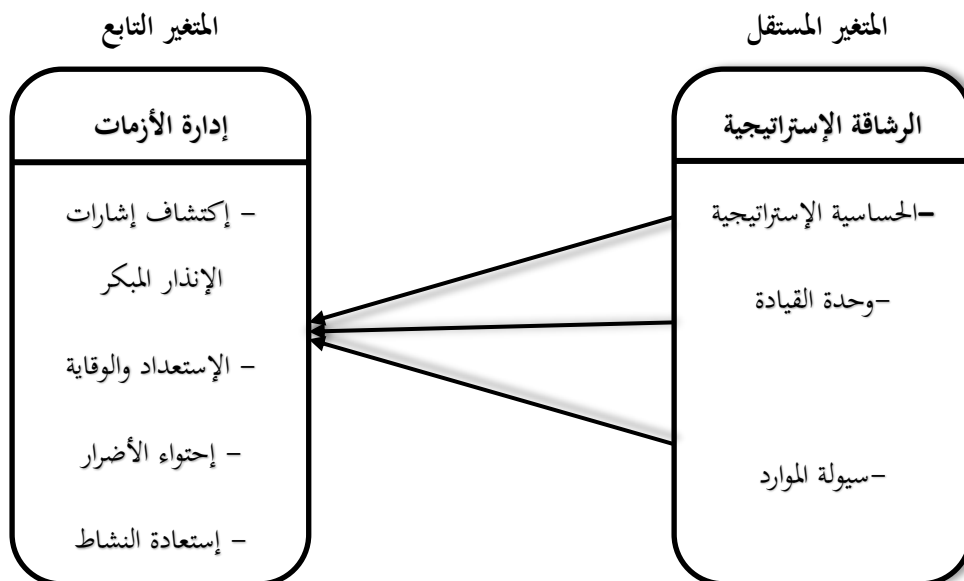 المتغير المستقل
الرشاقة الإستراتيجية
-الحساسية الإستراتيجية
-وحدة القيادة
-سيولة الموارد
المتغير التابع
إدارة الأزمات
- إكتشاف إشارات
الإنذار المبكر
- الإستعداد والوقاية
- إحتواء الأضرار
- إستعادة النشاط